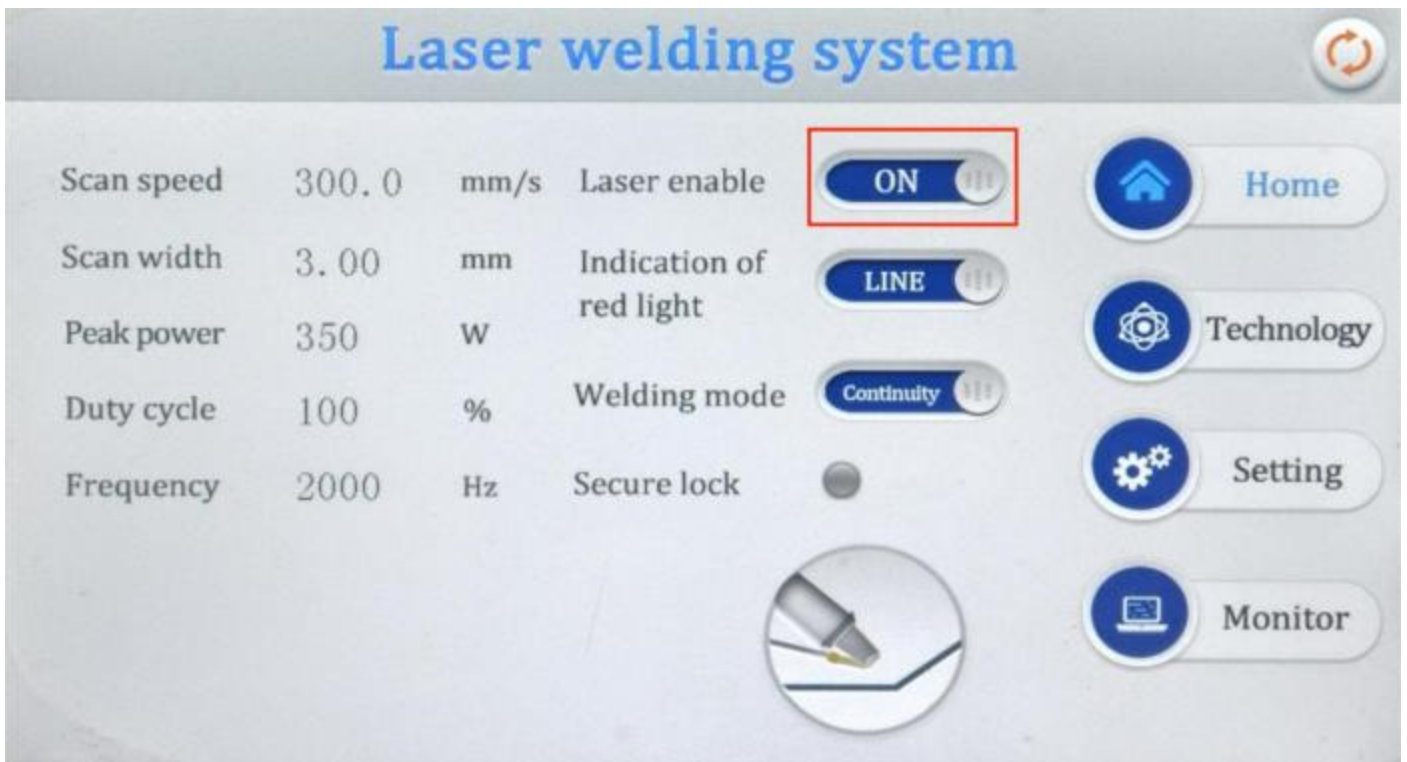 Laser welding system
Scan speed 300.0 mm/s
Scan width 3.00 mm
Peak power 350 W
Duty cycle 100 %
Frequency 2000 Hz
Laser enable ON
Indication of
red light LINE
Welding mode Continuity
Secure lock
Home
Technology
Setting
Monitor